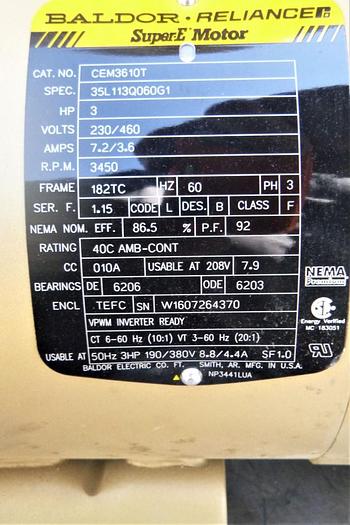 BALDOR • RELIANCER
Super-E Motor
CAT. NO. CEM3610T
SPEC. 35L113Q060G1
HP 3
VOLTS 230/460
AMPS 7.2/3.6
R.P.M. 3450
FRAME 182TC HZ 60 PH 3
SER. F. 1.15 CODE L DES. B CLASS F
NEMA NOM. EFF. 86.5 % P.F. 92
RATING 40C AMB-CONT
CC 010A USABLE AT 208V 7.9
BEARINGS DE 6206 ODE 6203
ENCL TEFC SN W1607264370
VPWM INVERTER READY
CT 6-60 Hz (10:1) VT 3-60 Hz (20:1)
USABLE AT 50Hz 3HP 190/380V 8.8/4.4A SF1.0
BALDOR ELECTRIC CO. FT. SMITH, AR. MFG. IN U.S.A.
NP3441LUA
NEMA
Premium
Energy Verified
MC 183051